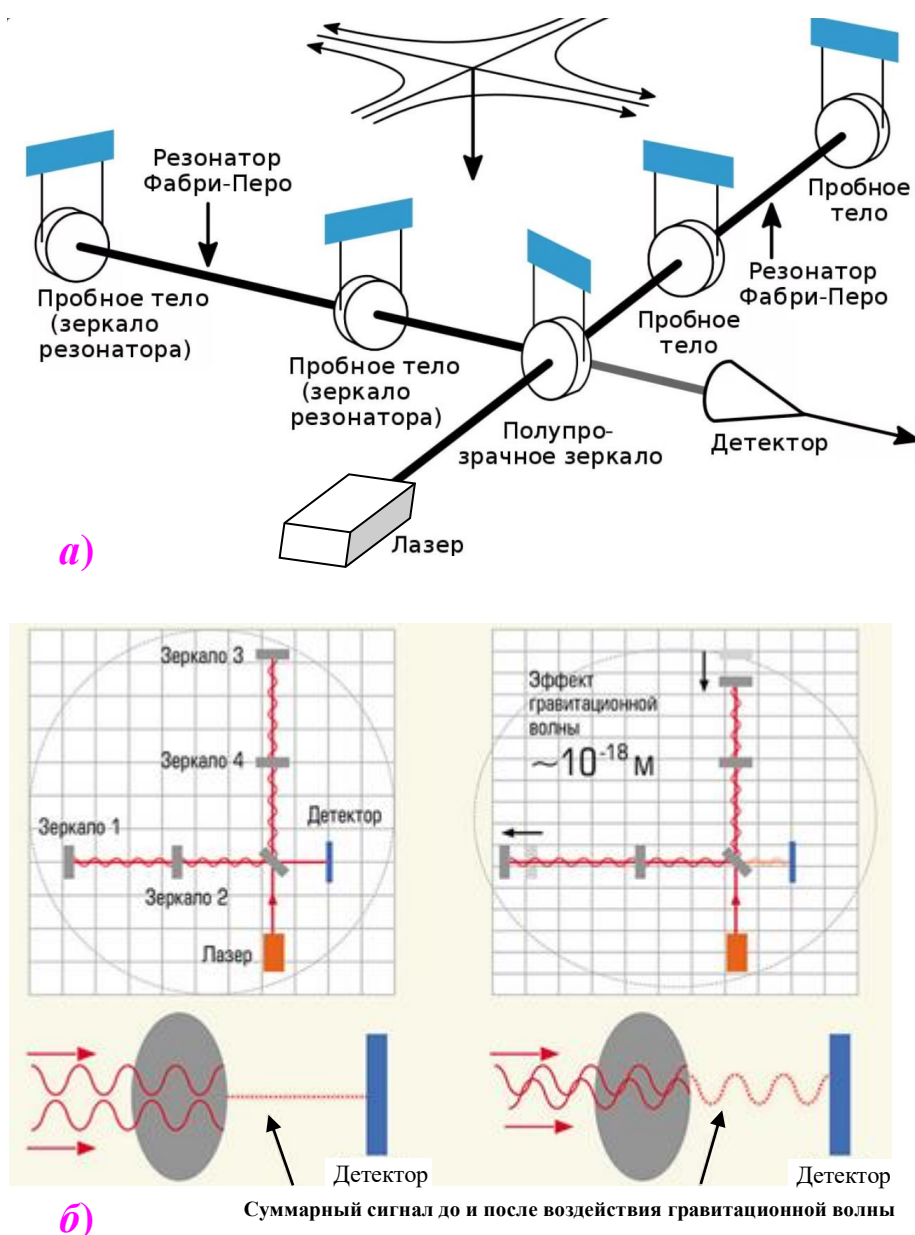 Резонатор
Фабри-Перо
Пробное
тело
Резонатор
Фабри-Перо
Пробное тело
(зеркало
резонатора)
Пробное
тело
Пробное тело
(зеркало
резонатора)
Полупро-
зрачное зеркало
Детектор
Лазер
а)
Зеркало 3
Зеркало 4
Детектор
Зеркало 1
Зеркало 2
Лазер
Эффект
гравитационной
волны
~10⁻¹⁸ м
Детектор
Детектор
Суммарный сигнал до и после воздействия гравитационной волны
б)